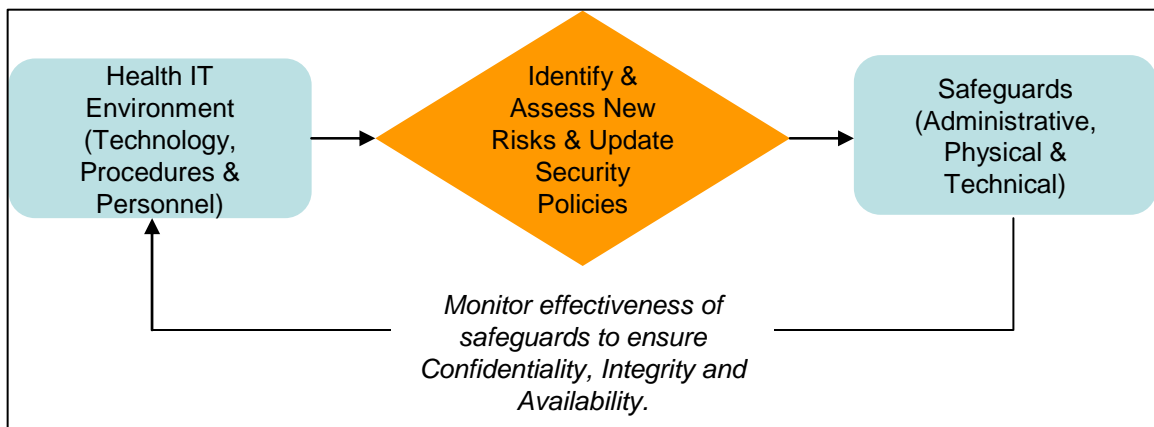 Health IT
Environment
(Technology,
Procedures &
Personnel)
Identify &
Assess New
Risks & Update
Security
Policies
Safeguards
(Administrative,
Physical &
Technical)
Monitor effectiveness of
safeguards to ensure
Confidentiality, Integrity and
Availability.